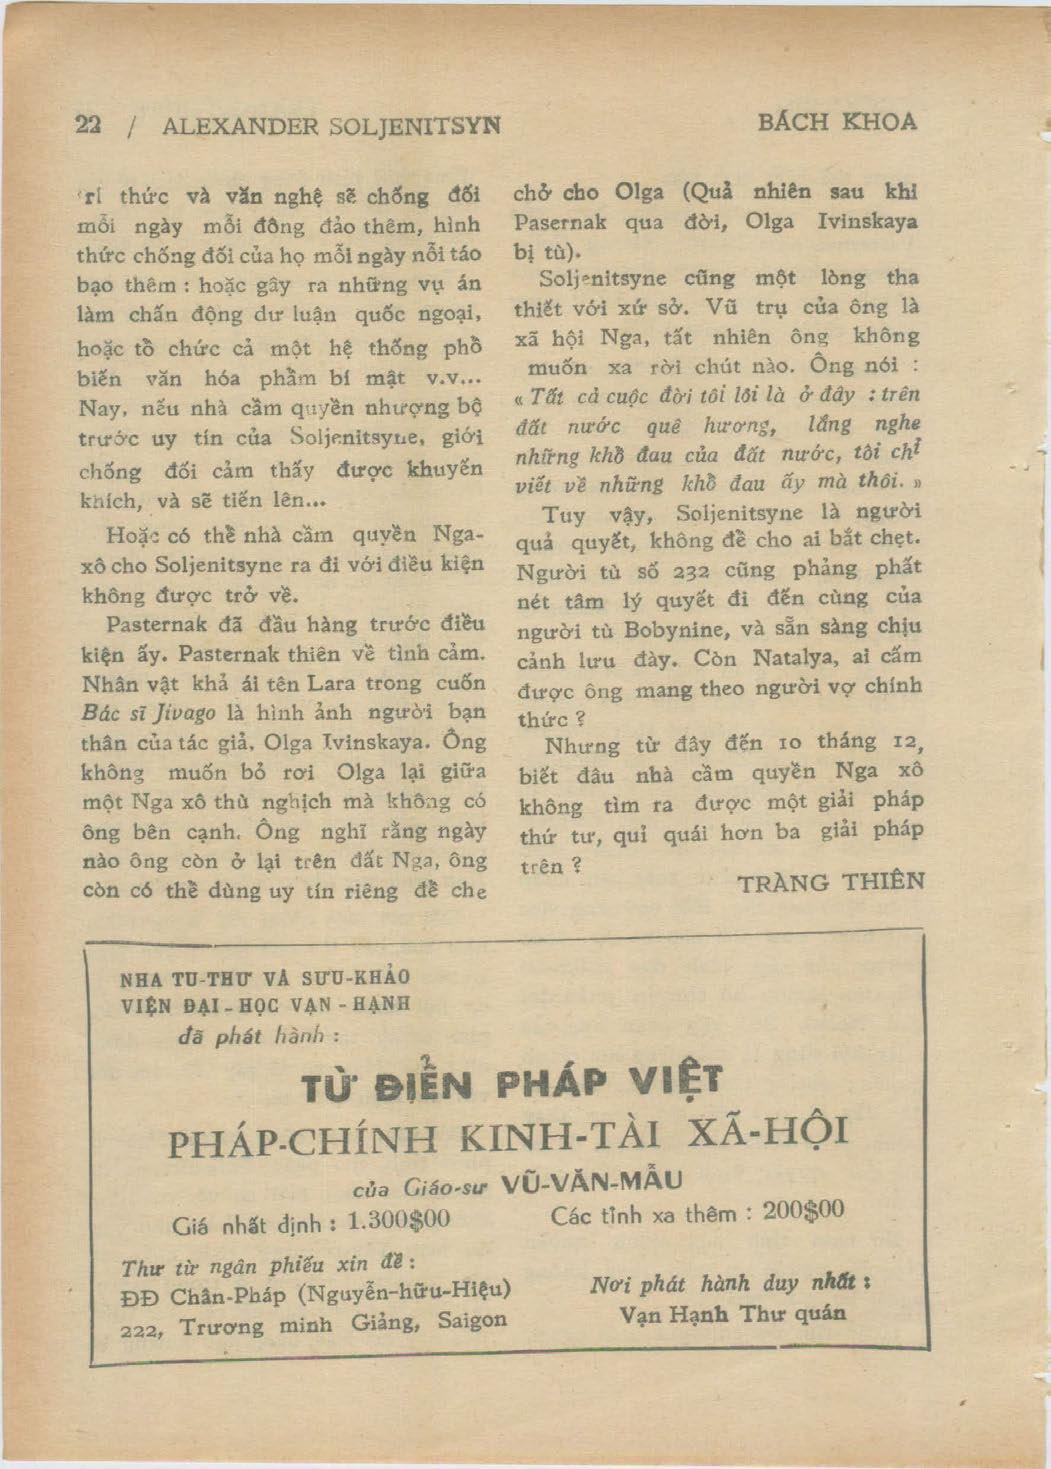 22 / ALEXANDER SOLJENITSYN
BÁCH KHOA
'rí thức và văn nghệ sẽ chống đối
mỗi ngày mỗi đông đảo thêm, hình
thức chống đối của họ mỗi ngày nỗi táo
bạo thêm : hoặc gây ra những vụ án
làm chấn động dư luận quốc ngoại,
hoặc tổ chức cả một hệ thống phổ
biến văn hóa phẩm bí mật v.v...
Nay, nếu nhà cầm quyền nhượng bộ
trước uy tín của Soljenitsyne, giới
chống đối cảm thấy được khuyến
khích, và sẽ tiến lên...
Hoặc có thể nhà cầm quyền Nga-
xô cho Soljenitsyne ra đi với điều kiện
không được trở về.
Pasternak đã đầu hàng trước điều
kiện ấy. Pasternak thiên về tình cảm.
Nhân vật khả ái tên Lara trong cuốn
Bác sĩ Jivago là hình ảnh người bạn
thân của tác giả, Olga Ivinskaya. Ông
không muốn bỏ rơi Olga lại giữa
một Nga xô thù nghịch mà không có
ông bên cạnh. Ông nghĩ rằng ngày
nào ông còn ở lại trên đất Nga, ông
còn có thể dùng uy tín riêng để che
chở cho Olga (Quả nhiên sau khi
Pasernak qua đời, Olga Ivinskaya
bị tù).
Soljenitsyne cũng một lòng tha
thiết với xứ sở. Vũ trụ của ông là
xã hội Nga, tất nhiên ông không
muốn xa rời chút nào. Ông nói :
« Tất cả cuộc đời tôi lôi là ở đây : trên
đất nước quê hương, lắng nghe
những khổ đau của đất nước, tôi chỉ
viết về những khổ đau ấy mà thôi. »
Tuy vậy, Soljenitsyne là người
quả quyết, không để cho ai bắt chẹt.
Người tù số 232 cũng phảng phất
nét tâm lý quyết đi đến cùng của
người tù Bobynine, và sẵn sàng chịu
cảnh lưu đày. Còn Natalya, ai cấm
được ông mang theo người vợ chính
thức ?
Nhưng từ đây đến 10 tháng 12,
biết đâu nhà cầm quyền Nga xô
không tìm ra được một giải pháp
thứ tư, quỉ quái hơn ba giải pháp
trên ?
TRÀNG THIÊN
NHA TU-THƯ VÀ SƯU-KHẢO
VIỆN ĐẠI-HỌC VẠN-HẠNH
đã phát hành :
TỪ ĐIỂN PHÁP VIỆT
PHÁP-CHÍNH KINH-TÀI XÃ-HỘI
của Giáo-sư VŨ-VĂN-MẪU
Giá nhất định : 1.300$00
Các tỉnh xa thêm : 200$00
Thư từ ngân phiếu xin đề :
ĐĐ Chân-Pháp (Nguyễn-hữu-Hiệu)
222, Trương minh Giảng, Saigon
Nơi phát hành duy nhất :
Vạn Hạnh Thư quán